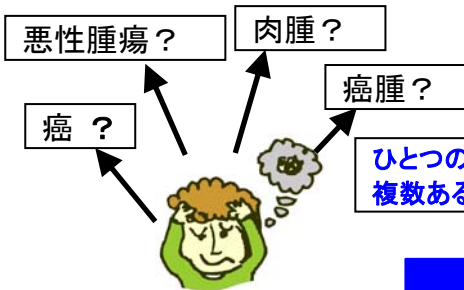 悪性腫瘍？
肉腫？
癌腫？
癌　？
ひとつの
複数ある